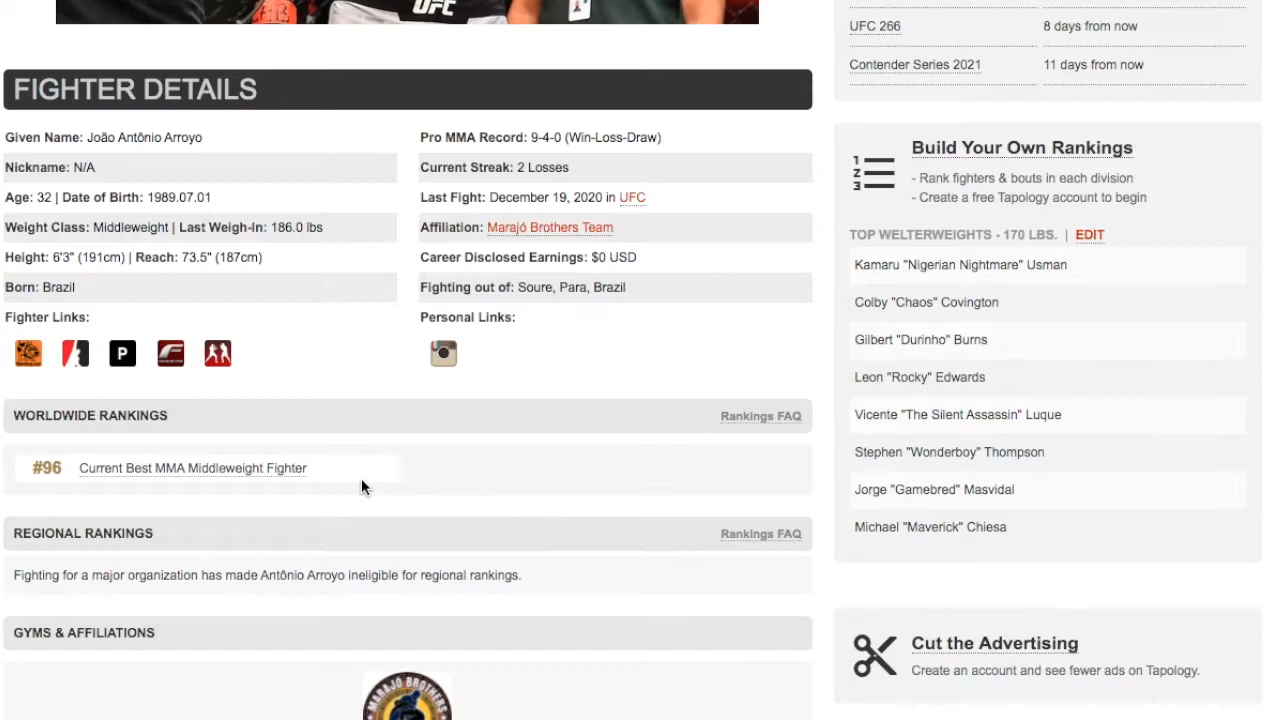 UFC
FIGHTER DETAILS
Given Name: João Antônio Arroyo
Nickname: N/A
Age: 32 | Date of Birth: 1989.07.01
Weight Class: Middleweight | Last Weigh-In: 186.0 lbs
Height: 6'3" (191cm) | Reach: 73.5" (187cm)
Born: Brazil
Fighter Links:
P
Pro MMA Record: 9-4-0 (Win-Loss-Draw)
Current Streak: 2 Losses
Last Fight: December 19, 2020 in UFC
Affiliation: Marajó Brothers Team
Career Disclosed Earnings: $0 USD
Fighting out of: Soure, Para, Brazil
Personal Links:
WORLDWIDE RANKINGS
Rankings FAQ
#96 Current Best MMA Middleweight Fighter
REGIONAL RANKINGS
Rankings FAQ
Fighting for a major organization has made Antônio Arroyo ineligible for regional rankings.
GYMS & AFFILIATIONS
MARAJO BROTHERS
UFC 266 8 days from now
Contender Series 2021 11 days from now
Build Your Own Rankings
- Rank fighters & bouts in each division
- Create a free Tapology account to begin
TOP WELTERWEIGHTS - 170 LBS. | EDIT
Kamaru "Nigerian Nightmare" Usman
Colby "Chaos" Covington
Gilbert "Durinho" Burns
Leon "Rocky" Edwards
Vicente "The Silent Assassin" Luque
Stephen "Wonderboy" Thompson
Jorge "Gamebred" Masvidal
Michael "Maverick" Chiesa
Cut the Advertising
Create an account and see fewer ads on Tapology.